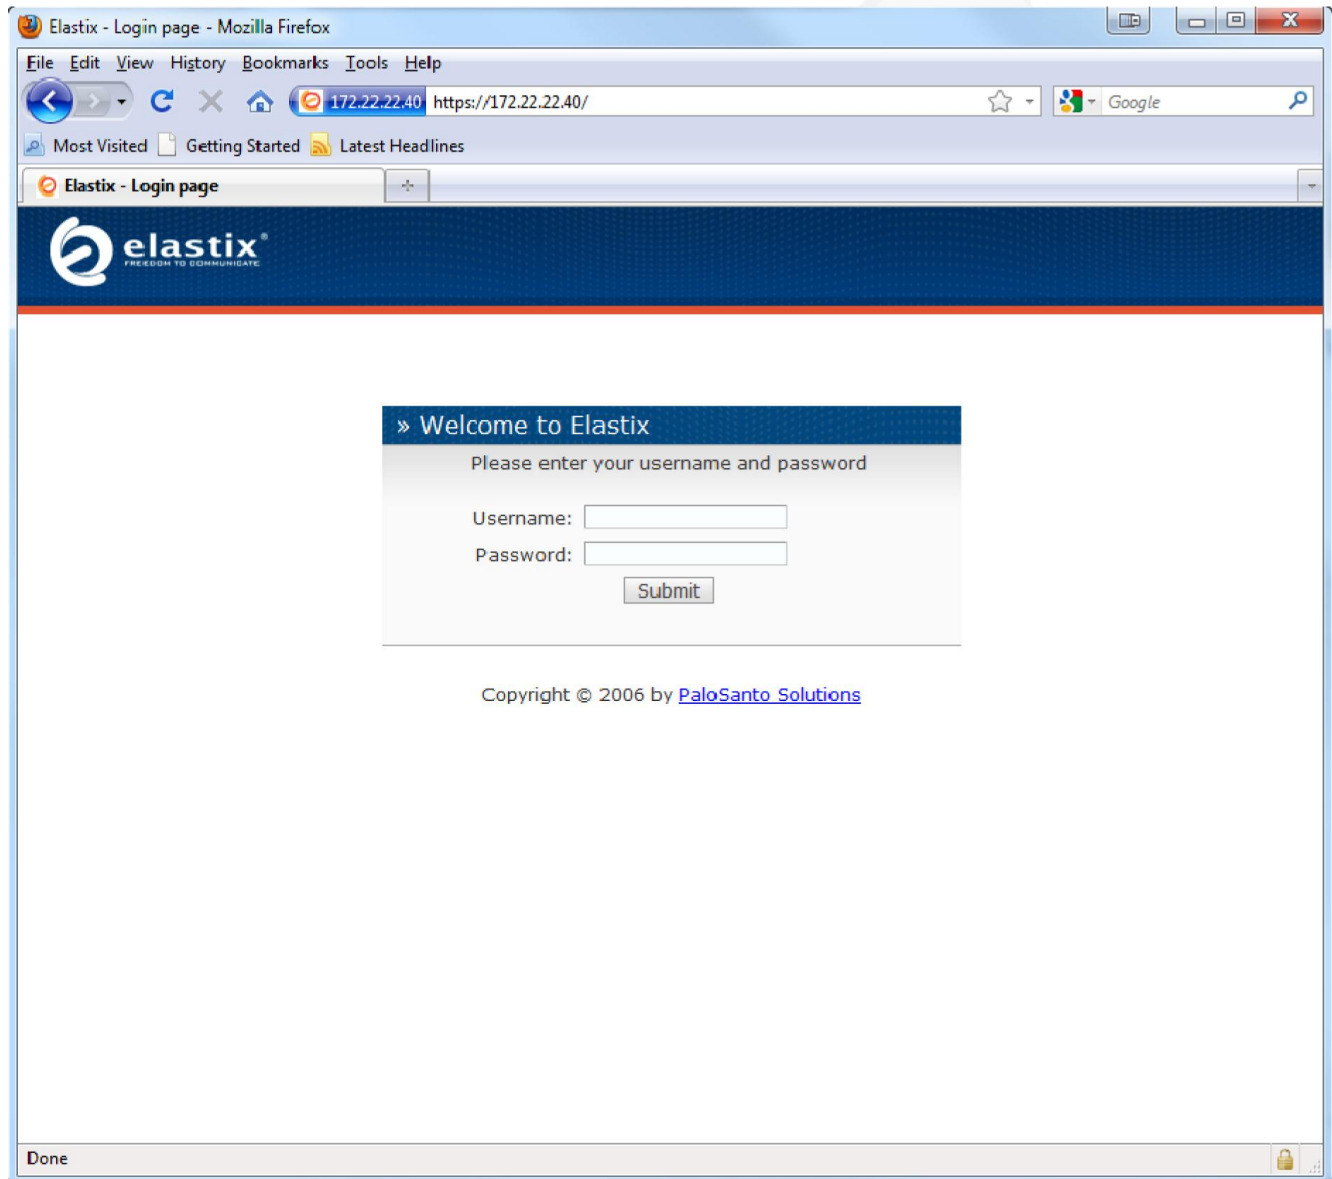 Elastix - Login page - Mozilla Firefox
File Edit View History Bookmarks Tools Help
172.22.22.40 https://172.22.22.40/ Google
Most Visited Getting Started Latest Headlines
Elastix - Login page
elastix®
FREEDOM TO COMMUNICATE
» Welcome to Elastix
Please enter your username and password
Username:
Password:
Submit
Copyright © 2006 by PaloSanto Solutions
Done